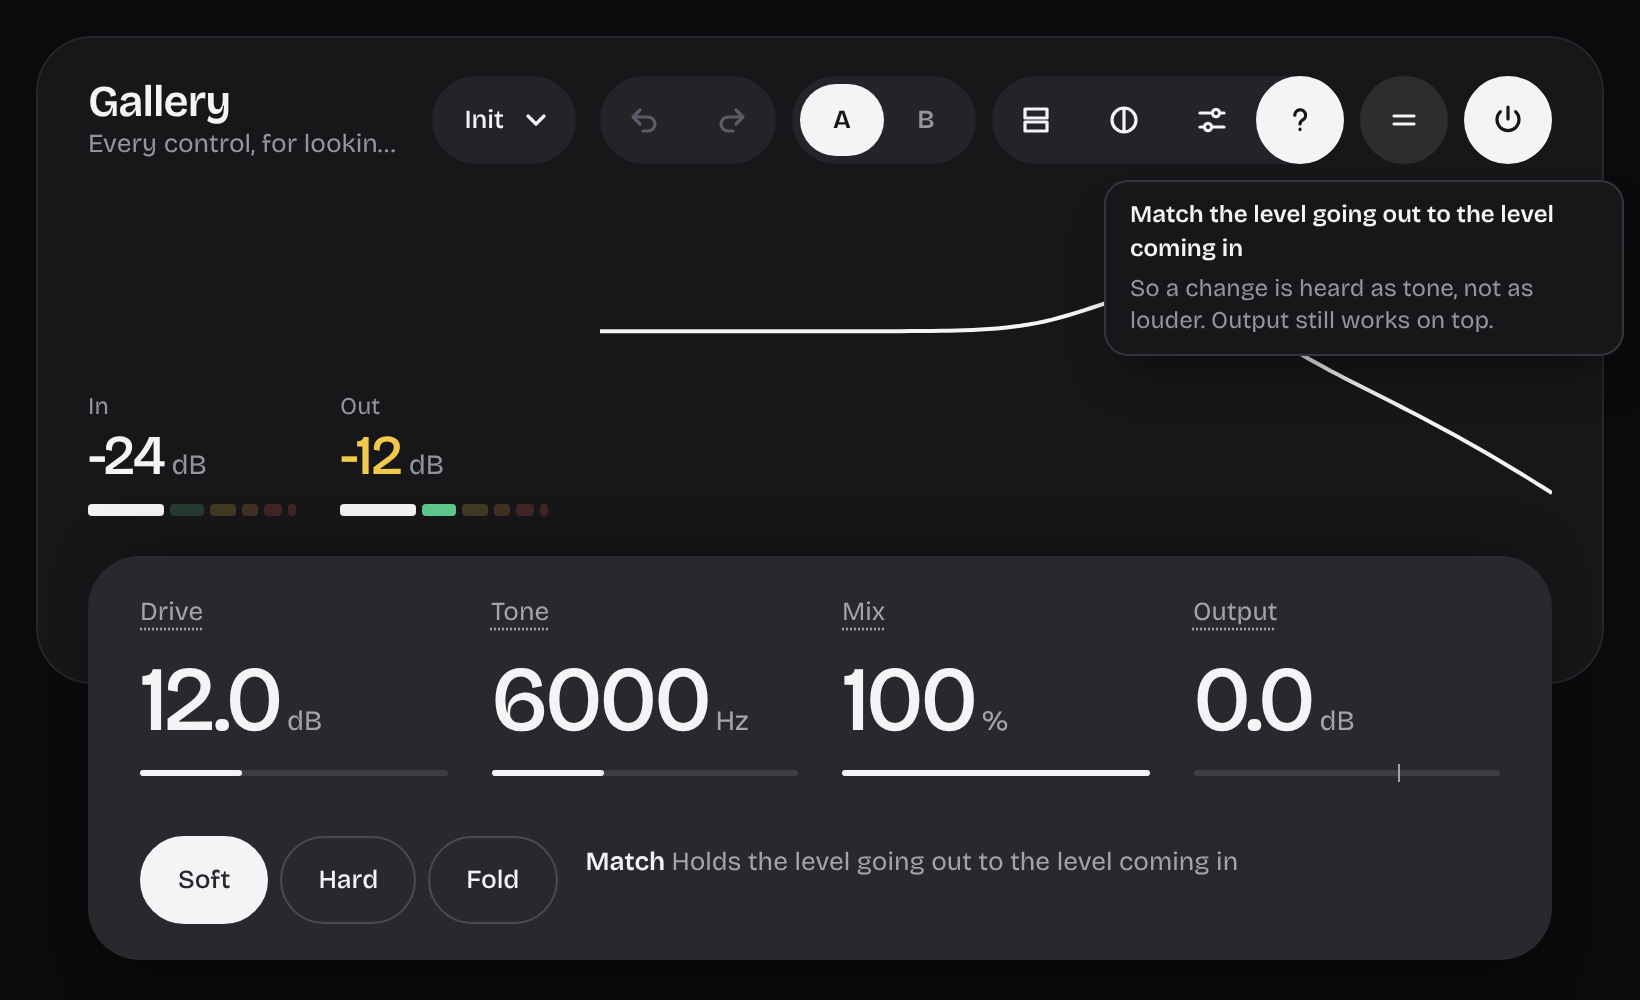 Gallery
Every control, for lookin...
Init
A
B
?
Match the level going out to the level
coming in
So a change is heard as tone, not as
louder. Output still works on top.
In
Out
-24 dB
-12 dB
Drive
Tone
Mix
Output
12.0 dB
6000 Hz
100 %
0.0 dB
Soft
Hard
Fold
Match Holds the level going out to the level coming in